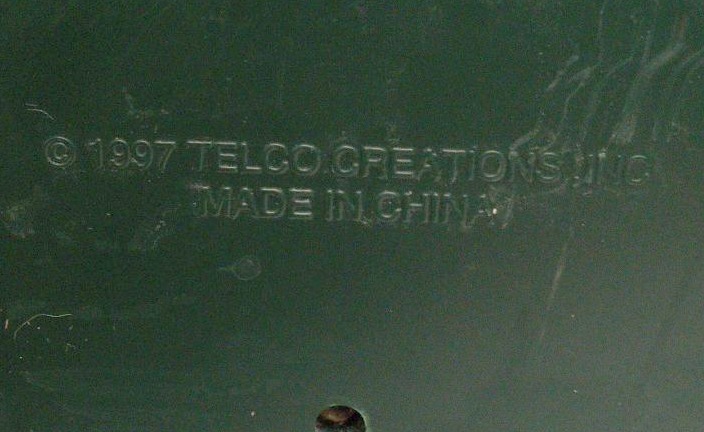 © 1997 TELCO CREATIONS, INC
MADE IN CHINA